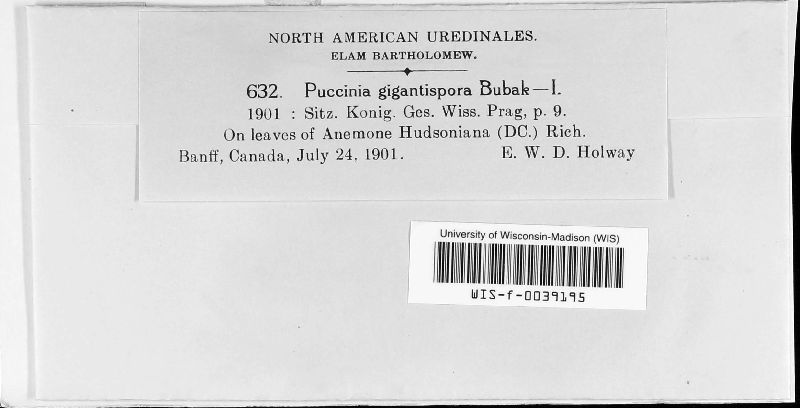 NORTH AMERICAN UREDINALES.
ELAM BARTHOLOMEW.
632. Puccinia gigantispora Bubak—I.
1901 : Sitz. Konig. Ges. Wiss. Prag, p. 9.
On leaves of Anemone Hudsoniana (DC.) Rich.
Banff, Canada, July 24, 1901. E. W. D. Holway
University of Wisconsin-Madison (WIS)
WIS-f-0039195